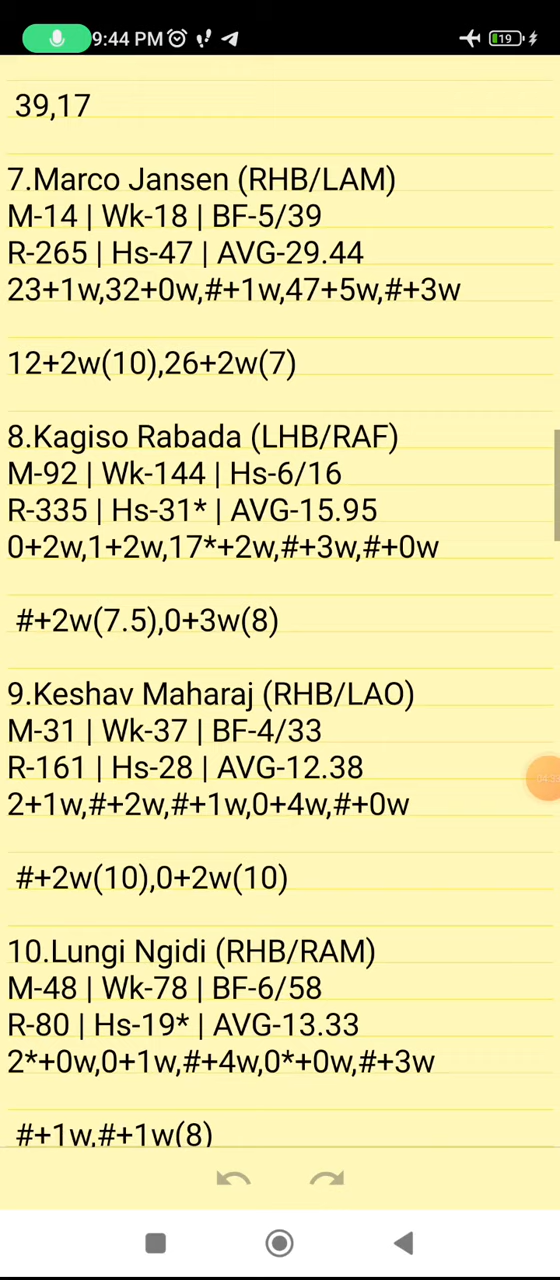 9:44 PM
19
39,17
7.Marco Jansen (RHB/LAM)
M-14 | Wk-18 | BF-5/39
R-265 | Hs-47 | AVG-29.44
23+1w,32+0w,#+1w,47+5w,#+3w
12+2w(10),26+2w(7)
8.Kagiso Rabada (LHB/RAF)
M-92 | Wk-144 | Hs-6/16
R-335 | Hs-31* | AVG-15.95
0+2w,1+2w,17*+2w,#+3w,#+0w
#+2w(7.5),0+3w(8)
9.Keshav Maharaj (RHB/LAO)
M-31 | Wk-37 | BF-4/33
R-161 | Hs-28 | AVG-12.38
2+1w,#+2w,#+1w,0+4w,#+0w
#+2w(10),0+2w(10)
10.Lungi Ngidi (RHB/RAM)
M-48 | Wk-78 | BF-6/58
R-80 | Hs-19* | AVG-13.33
2*+0w,0+1w,#+4w,0*+0w,#+3w
#+1w,#+1w(8)